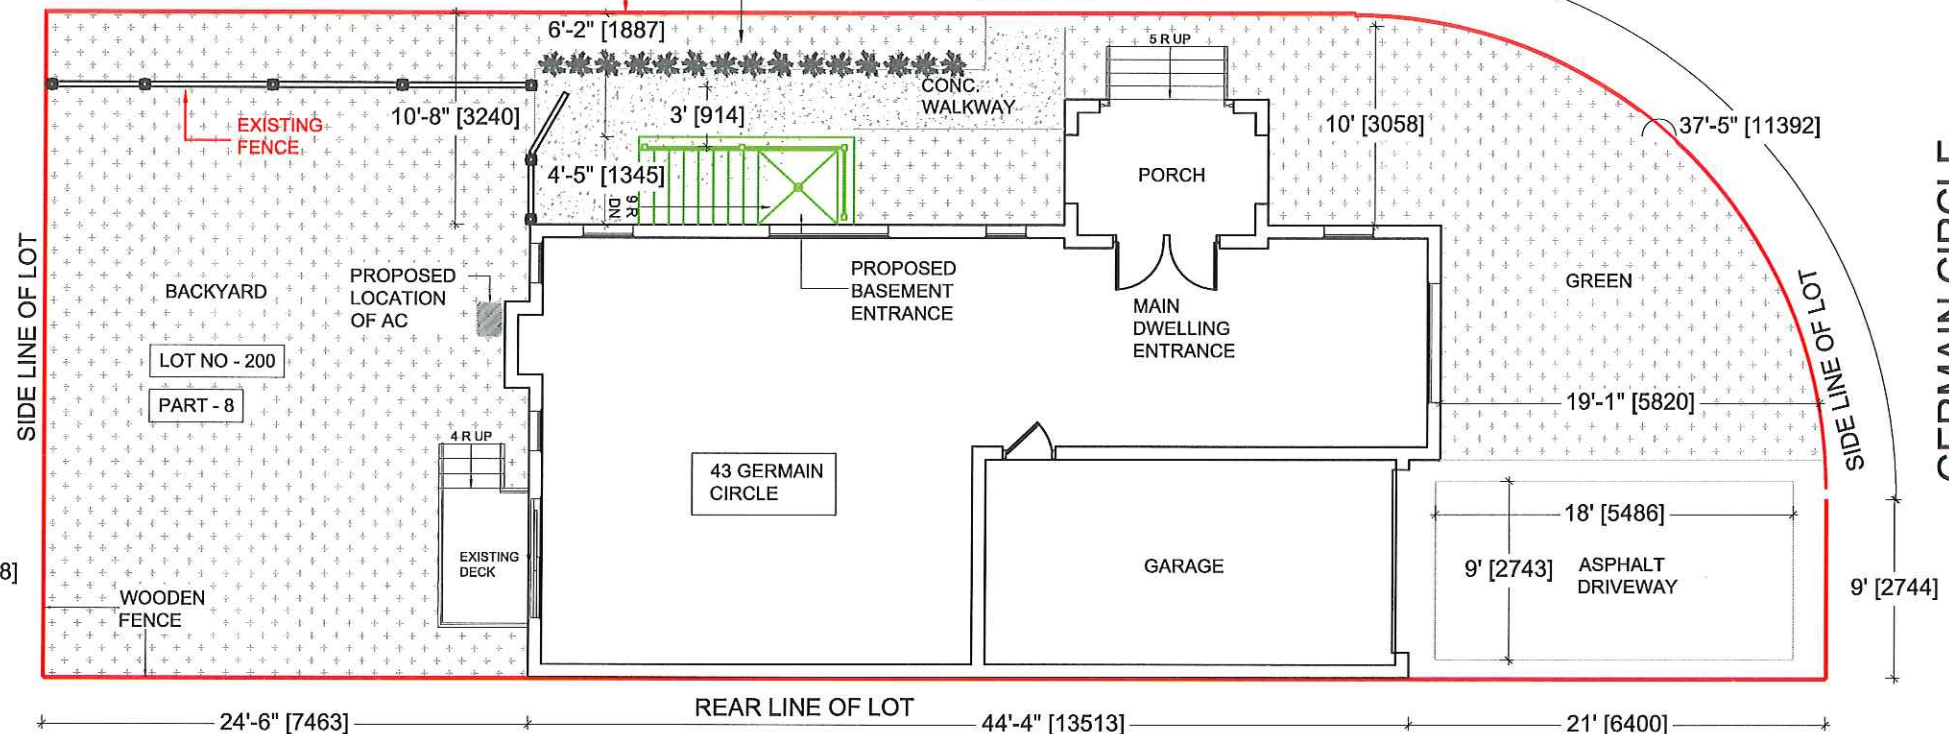 6'-2" [1887]
5 R UP
CONC.
WALKWAY
EXISTING
FENCE
10'-8" [3240]
3' [914]
10' [3058]
37'-5" [11392]
4'-5" [1345]
9 R
DN
PORCH
GERMAIN CIRCLE
SIDE LINE OF LOT
BACKYARD
PROPOSED
LOCATION
OF AC
PROPOSED
BASEMENT
ENTRANCE
MAIN
DWELLING
ENTRANCE
GREEN
SIDE LINE OF LOT
LOT NO - 200
PART - 8
19'-1" [5820]
4 R UP
43 GERMAIN
CIRCLE
18' [5486]
EXISTING
DECK
GARAGE
9' [2743]
ASPHALT
DRIVEWAY
8]
9' [2744]
WOODEN
FENCE
REAR LINE OF LOT
24'-6" [7463]
44'-4" [13513]
21' [6400]